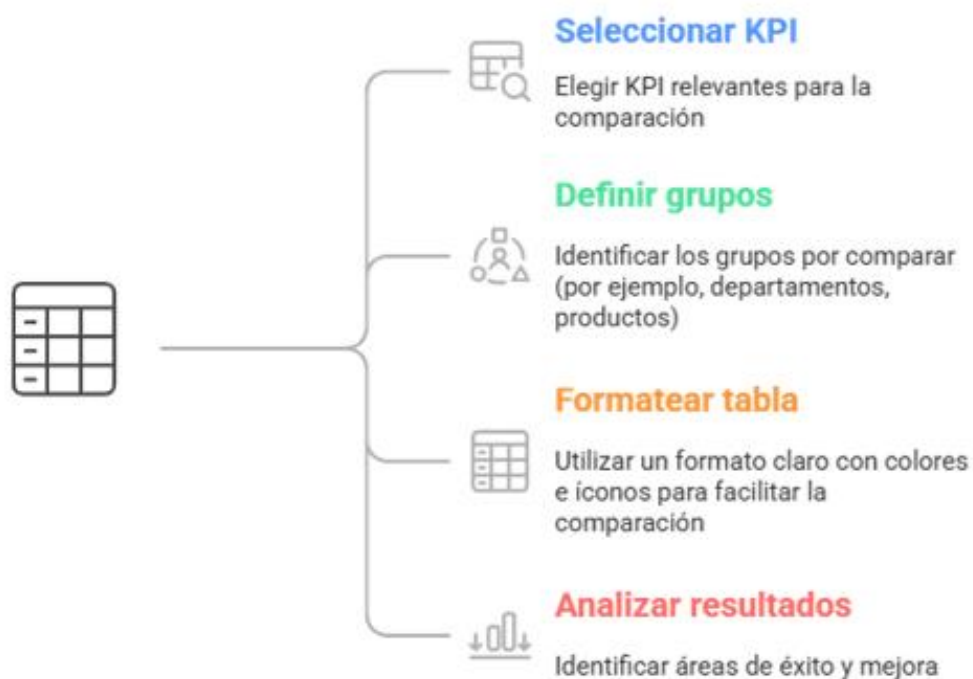 Seleccionar KPI
Elegir KPI relevantes para la
comparación
Definir grupos
Identificar los grupos por comparar
(por ejemplo, departamentos,
productos)
Formatear tabla
Utilizar un formato claro con colores
e íconos para facilitar la
comparación
Analizar resultados
Identificar áreas de éxito y mejora